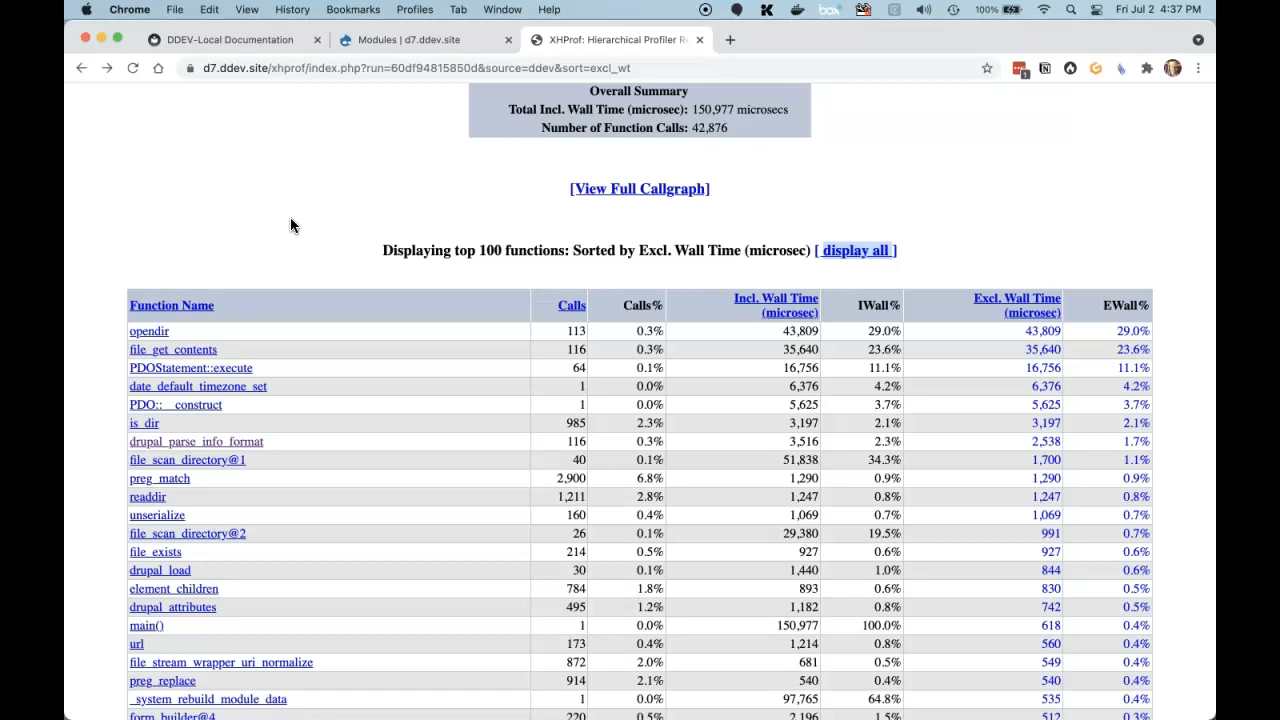 Chrome File Edit View History Bookmarks Profiles Tab Window Help box 100% Fri Jul 2 4:37 PM
DDEV-Local Documentation Modules | d7.ddev.site XHProf: Hierarchical Profiler Re
d7.ddev.site/xhprof/index.php?run=60df94815850d&source=ddev&sort=excl_wt 1
Overall Summary
Total Incl. Wall Time (microsec): 150,977 microsecs
Number of Function Calls: 42,876
[View Full Callgraph]
Displaying top 100 functions: Sorted by Excl. Wall Time (microsec) [ display all ]
Function Name Calls Calls% Incl. Wall Time (microsec) IWall% Excl. Wall Time (microsec) EWall%
opendir 113 0.3% 43,809 29.0% 43,809 29.0%
file_get_contents 116 0.3% 35,640 23.6% 35,640 23.6%
PDOStatement::execute 64 0.1% 16,756 11.1% 16,756 11.1%
date_default_timezone_set 1 0.0% 6,376 4.2% 6,376 4.2%
PDO::__construct 1 0.0% 5,625 3.7% 5,625 3.7%
is_dir 985 2.3% 3,197 2.1% 3,197 2.1%
drupal_parse_info_format 116 0.3% 3,516 2.3% 2,538 1.7%
file_scan_directory@1 40 0.1% 51,838 34.3% 1,700 1.1%
preg_match 2,900 6.8% 1,290 0.9% 1,290 0.9%
readdir 1,211 2.8% 1,247 0.8% 1,247 0.8%
unserialize 160 0.4% 1,069 0.7% 1,069 0.7%
file_scan_directory@2 26 0.1% 29,380 19.5% 991 0.7%
file_exists 214 0.5% 927 0.6% 927 0.6%
drupal_load 30 0.1% 1,440 1.0% 844 0.6%
element_children 784 1.8% 893 0.6% 830 0.5%
drupal_attributes 495 1.2% 1,182 0.8% 742 0.5%
main() 1 0.0% 150,977 100.0% 618 0.4%
url 173 0.4% 1,214 0.8% 560 0.4%
file_stream_wrapper_uri_normalize 872 2.0% 681 0.5% 549 0.4%
preg_replace 914 2.1% 540 0.4% 540 0.4%
_system_rebuild_module_data 1 0.0% 97,765 64.8% 535 0.4%
form_builder@4 220 0.5% 2,196 1.5% 512 0.3%